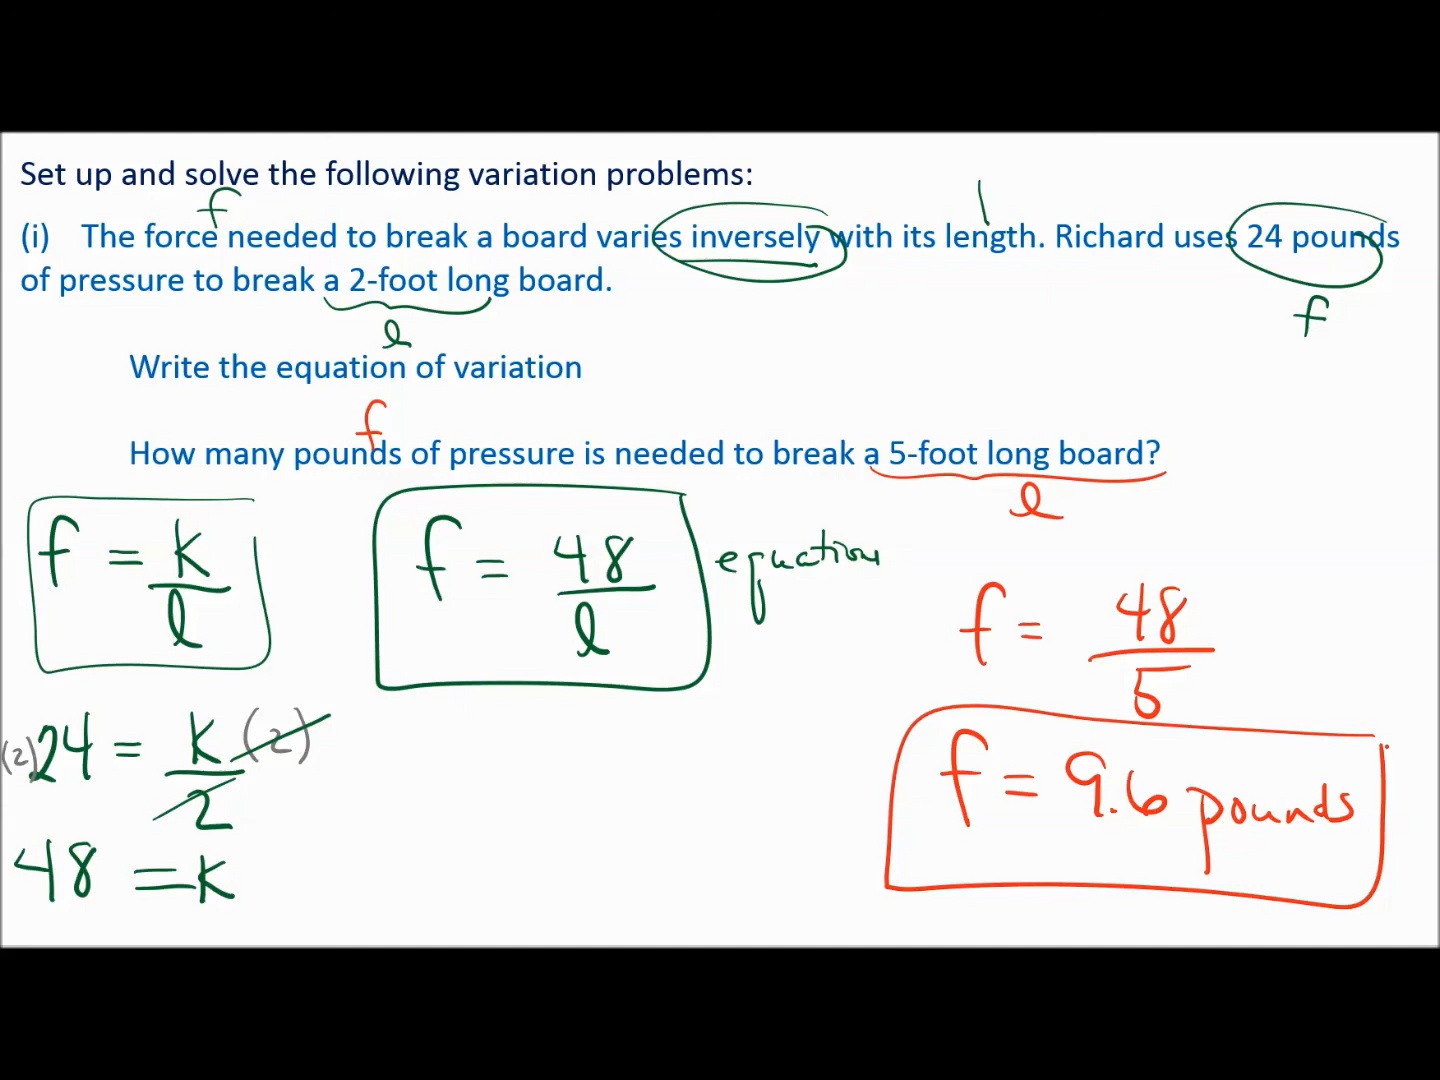 Set up and solve the following variation problems:
f
l
(i) The force needed to break a board varies inversely with its length. Richard uses 24 pounds
of pressure to break a 2-foot long board.
l
f
Write the equation of variation
f
How many pounds of pressure is needed to break a 5-foot long board?
l
f = k/l
f = 48/l equation
f = 48/5
(2)24 = k/2 (2)
f = 9.6 pounds
48 = k